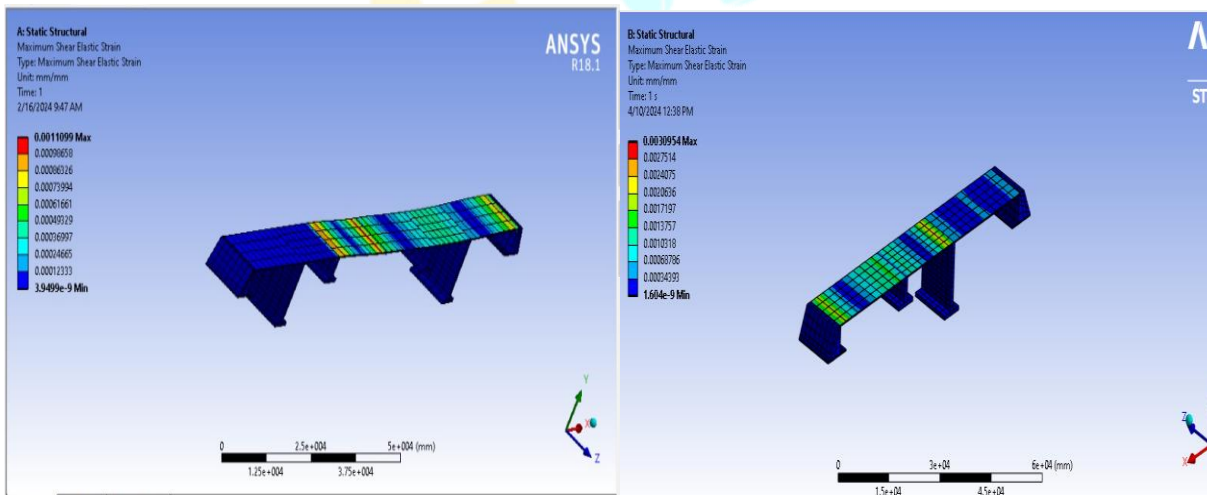 A: Static Structural
Maximum Shear Elastic Strain
Type: Maximum Shear Elastic Strain
Unit: mm/mm
Time: 1
2/16/2024 9:47 AM
0.0011099 Max
0.00098658
0.00086326
0.00073994
0.00061661
0.00049329
0.00036997
0.00024665
0.00012333
3.9499e-9 Min
ANSYS
R18.1
Y
X
Z
0 2.5e+004 5e+004 (mm)
1.25e+004 3.75e+004
B: Static Structural
Maximum Shear Elastic Strain
Type: Maximum Shear Elastic Strain
Unit: mm/mm
Time: 1 s
4/10/2024 12:38 PM
0.0030954 Max
0.0027514
0.0024075
0.0020636
0.0017197
0.0013757
0.0010318
0.00068786
0.00034393
1.604e-9 Min
ST
Z
X
0 3e+04 6e+04 (mm)
1.5e+04 4.5e+04